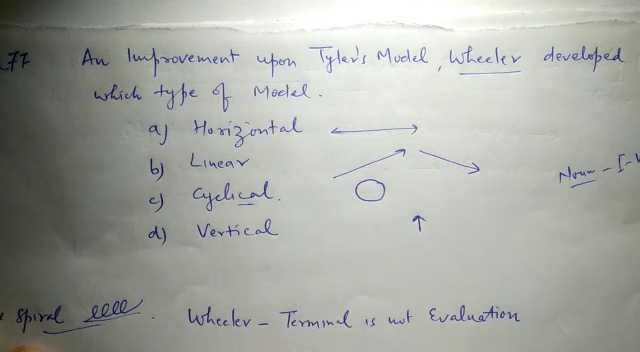 77 An Improvement upon Tyler's Model, Wheeler developed
which type of Model.
a) Horizontal
b) Linear
c) Cyclical.
d) Vertical
Noun - I-
Spiral. Wheeler - Terminal is not Evaluation